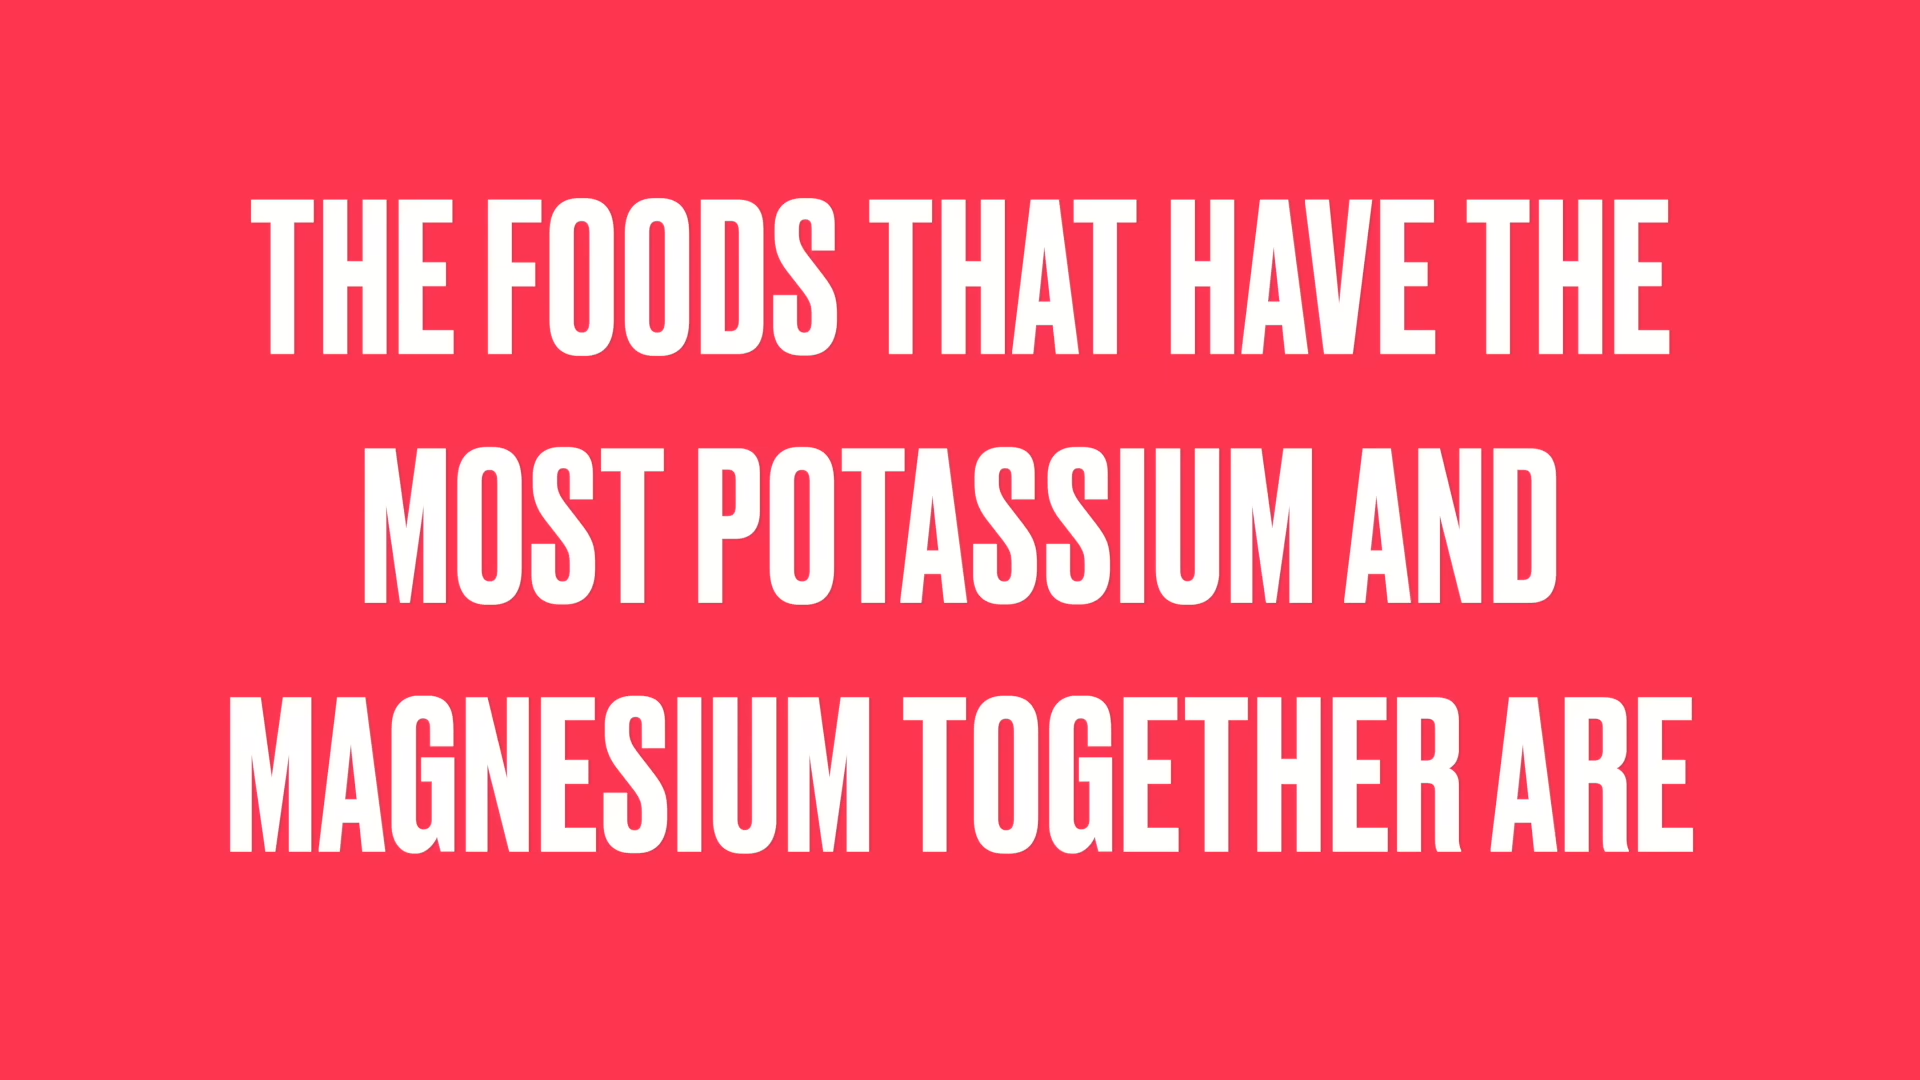 THE FOODS THAT HAVE THE
MOST POTASSIUM AND
MAGNESIUM TOGETHER ARE